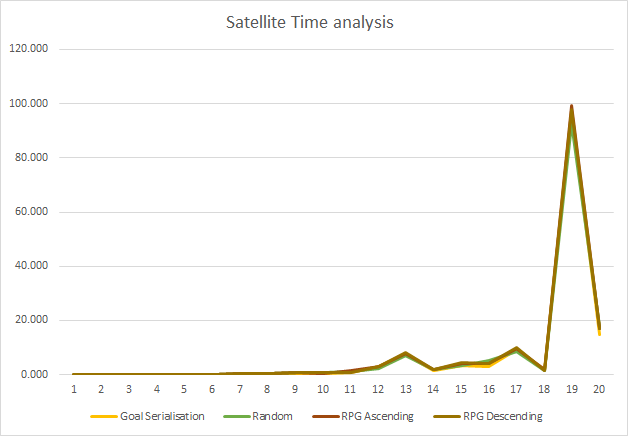 Satellite Time analysis
120.000
100.000
80.000
60.000
40.000
20.000
0.000
1 2 3 4 5 6 7 8 9 10 11 12 13 14 15 16 17 18 19 20
Goal Serialisation Random RPG Ascending RPG Descending